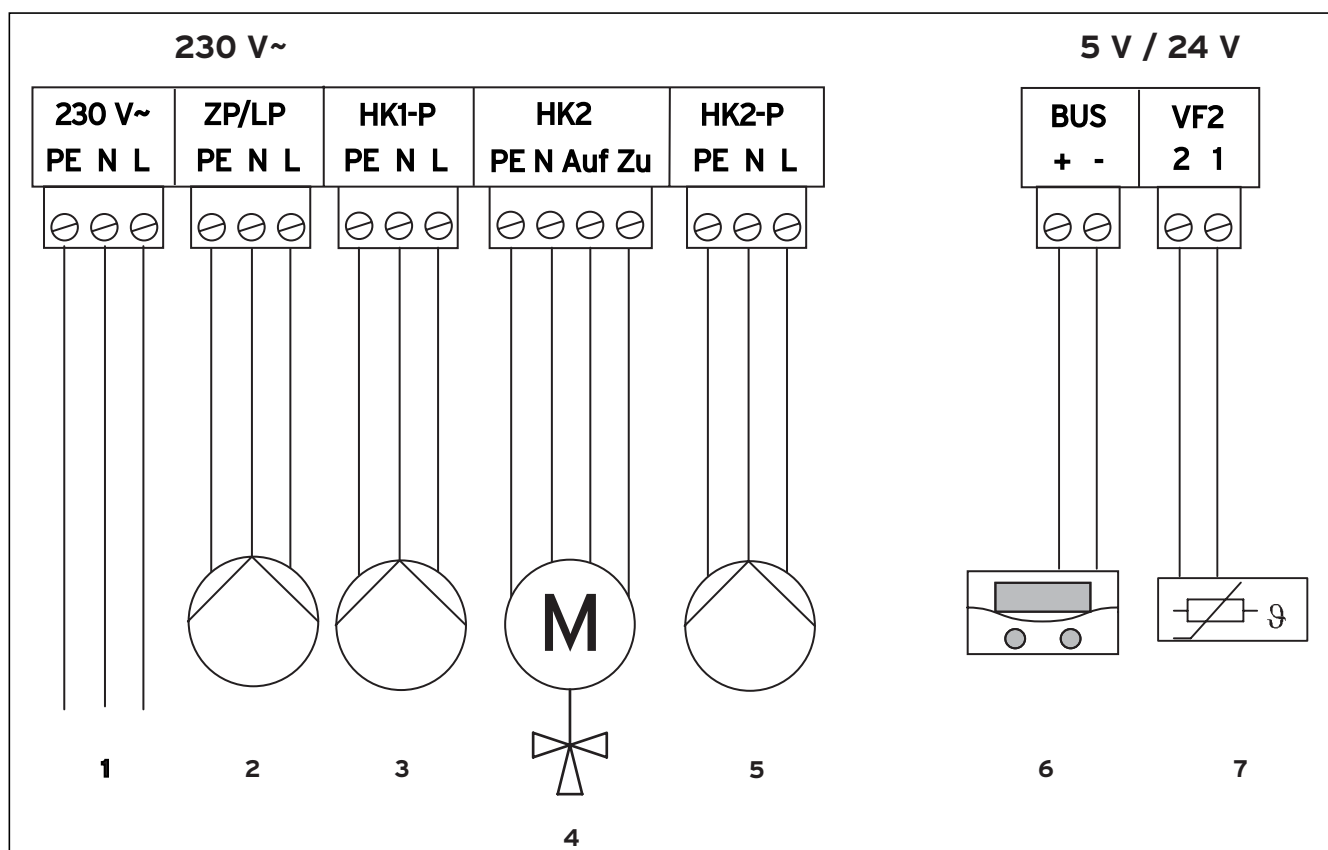 230 V~ 5 V / 24 V
230 V~ ZP/LP HK1-P HK2 HK2-P BUS VF2
PE N L PE N L PE N L PE N Auf Zu PE N L + - 2 1
M
ϑ
1 2 3 5 6 7
4